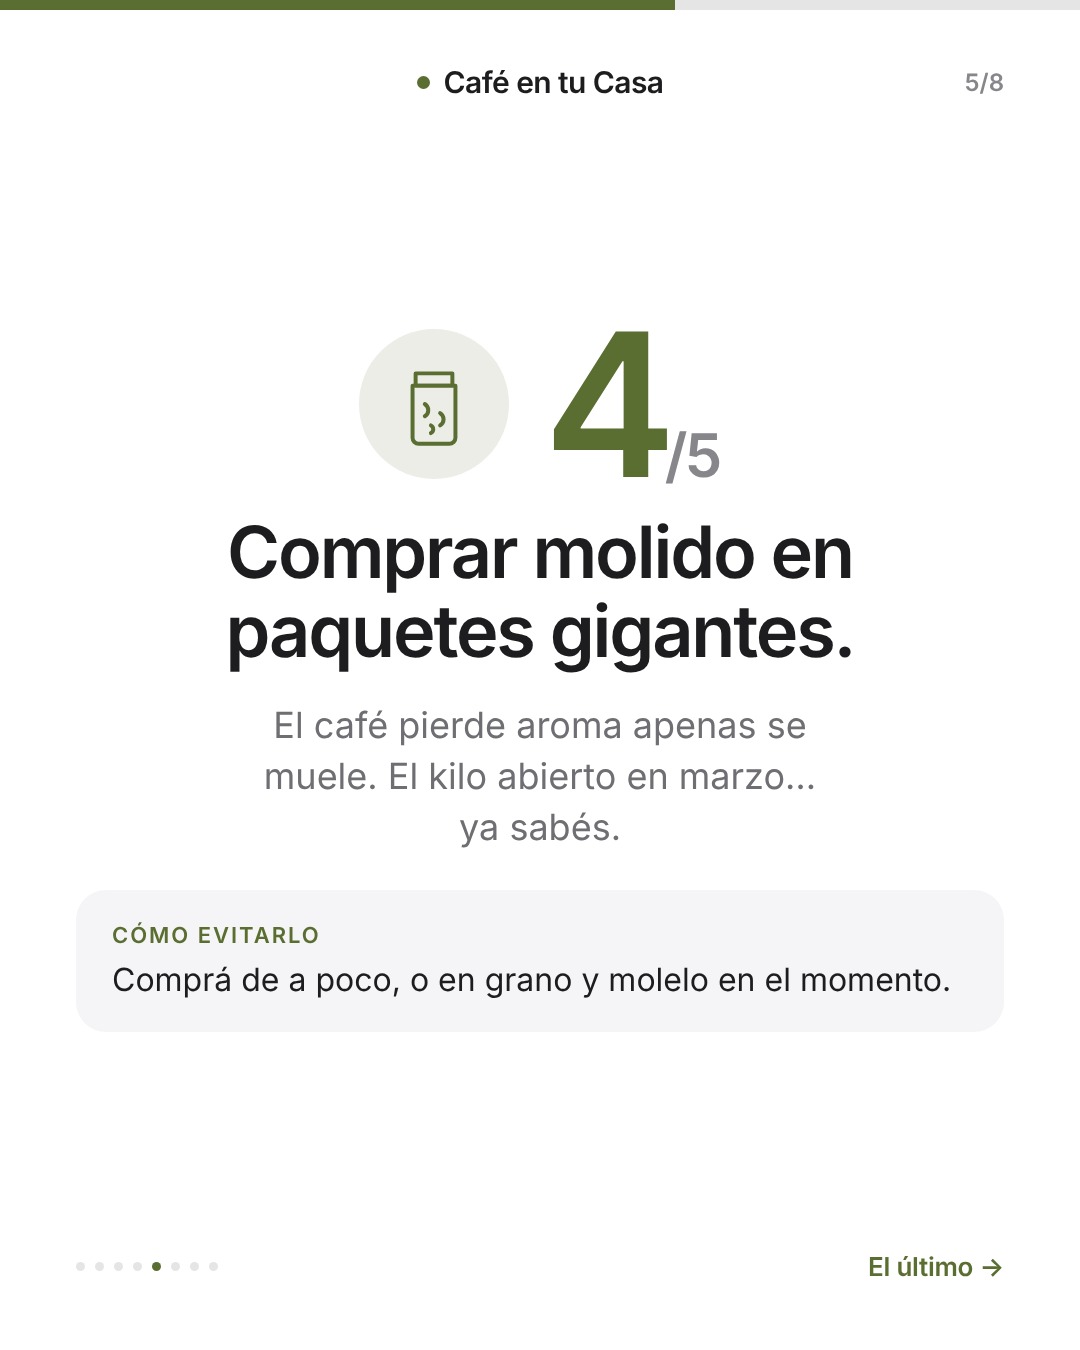 Café en tu Casa
5/8
4/5
Comprar molido en
paquetes gigantes.
El café pierde aroma apenas se
muele. El kilo abierto en marzo...
ya sabés.
CÓMO EVITARLO
Comprá de a poco, o en grano y molelo en el momento.
El último →